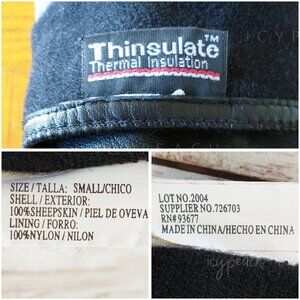 Thinsulate™
Thermal Insulation
SIZE / TALLA: SMALL/CHICO
SHELL / EXTERIOR:
100%SHEEPSKIN / PIEL DE OVEVA
LINING / FORRO:
100%NYLON / NILON
LOT NO. 2004
SUPPLIER NO.726703
RN# 93677
MADE IN CHINA/HECHO EN CHINA